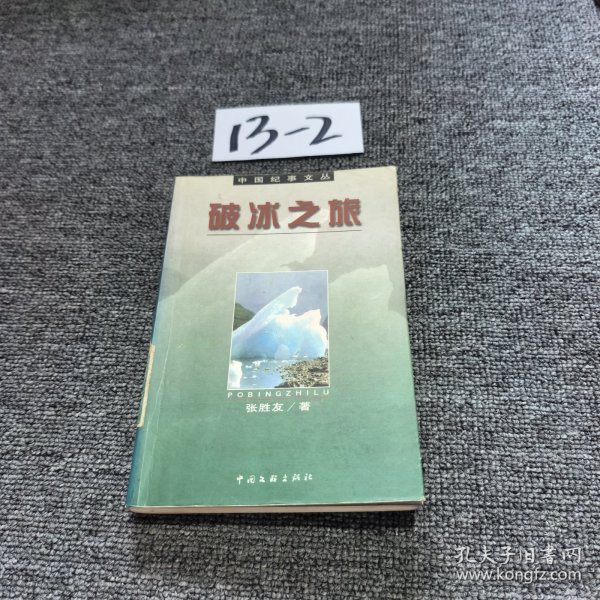 13-2
中国纪事文丛
破冰之旅
POBINGZHILU
张胜友/著
中国文联出版社
孔夫子旧書网
www.kongfz.com